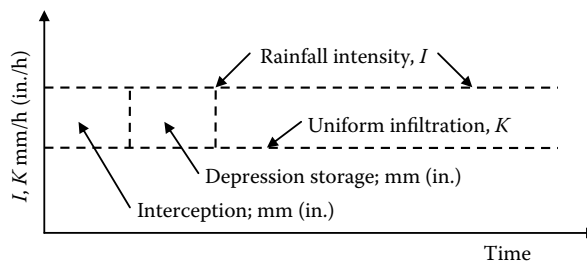 Rainfall intensity, I
Uniform infiltration, K
Depression storage; mm (in.)
Interception; mm (in.)
I, K mm/h (in./h)
Time